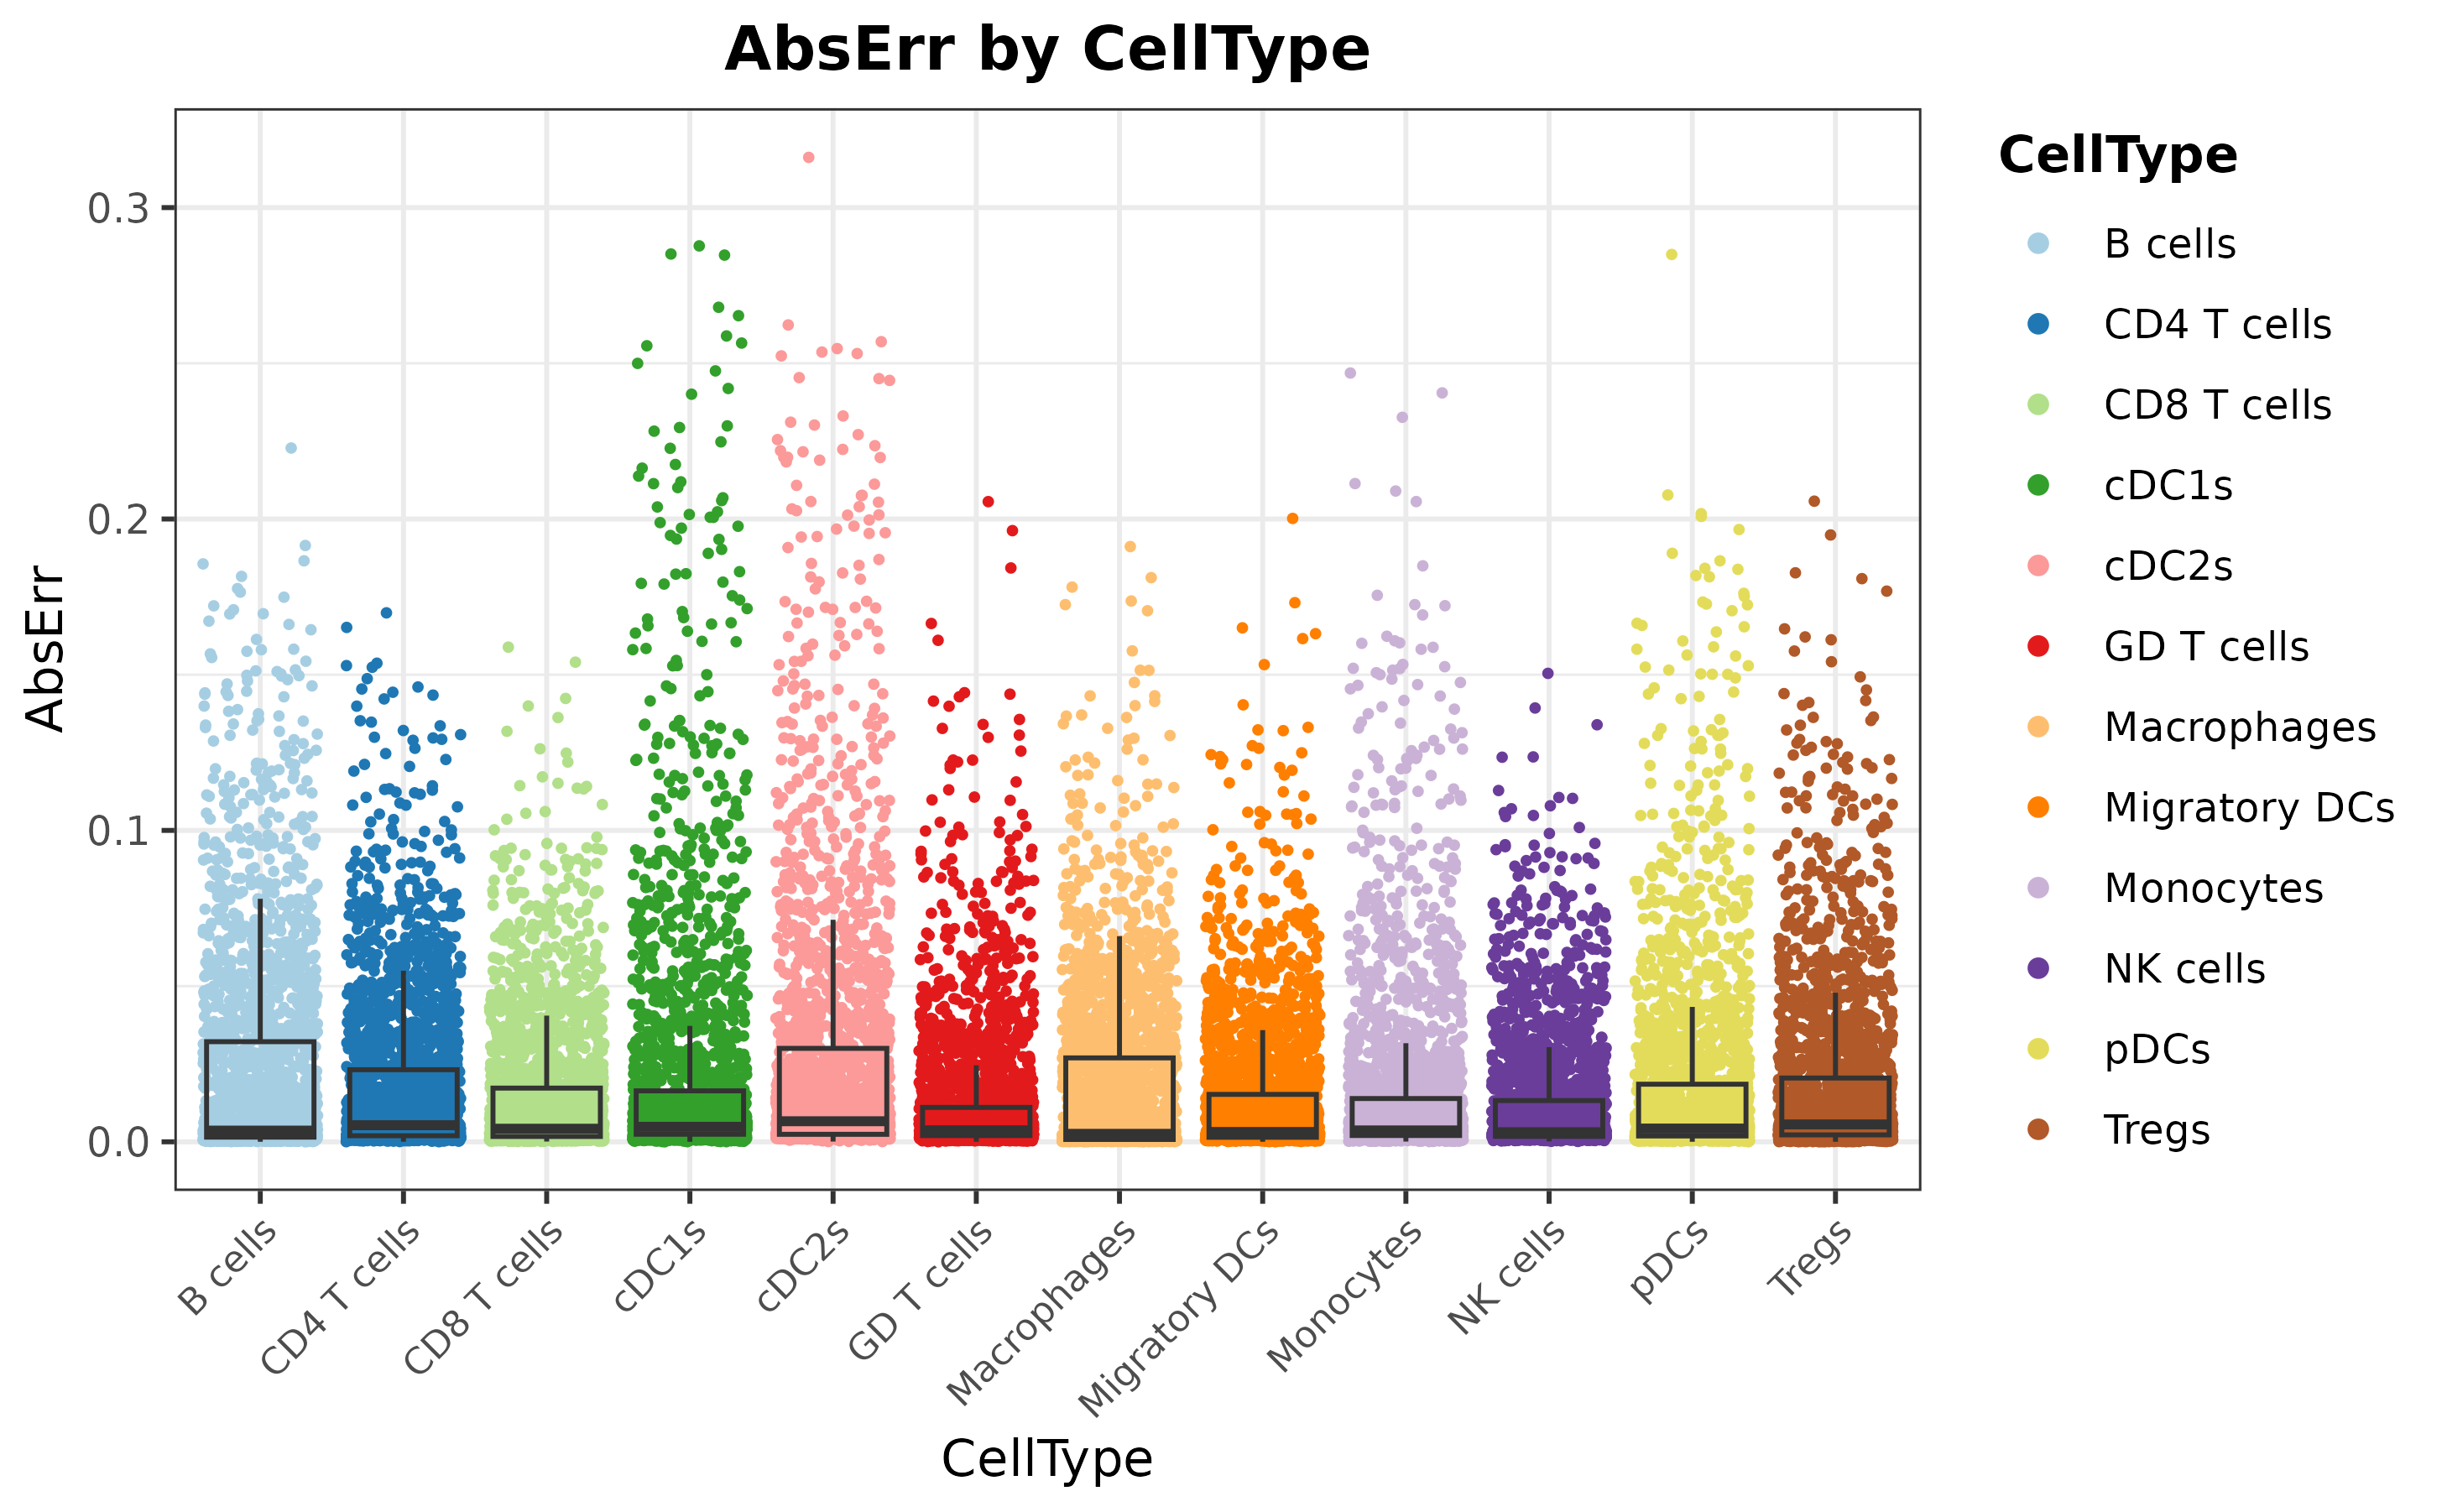 AbsErr by CellType
AbsErr
0.3
0.2
0.1
0.0
B cells
CD4 T cells
CD8 T cells
cDC1s
cDC2s
GD T cells
Macrophages
Migratory DCs
Monocytes
NK cells
pDCs
Tregs
CellType
CellType
B cells
CD4 T cells
CD8 T cells
cDC1s
cDC2s
GD T cells
Macrophages
Migratory DCs
Monocytes
NK cells
pDCs
Tregs